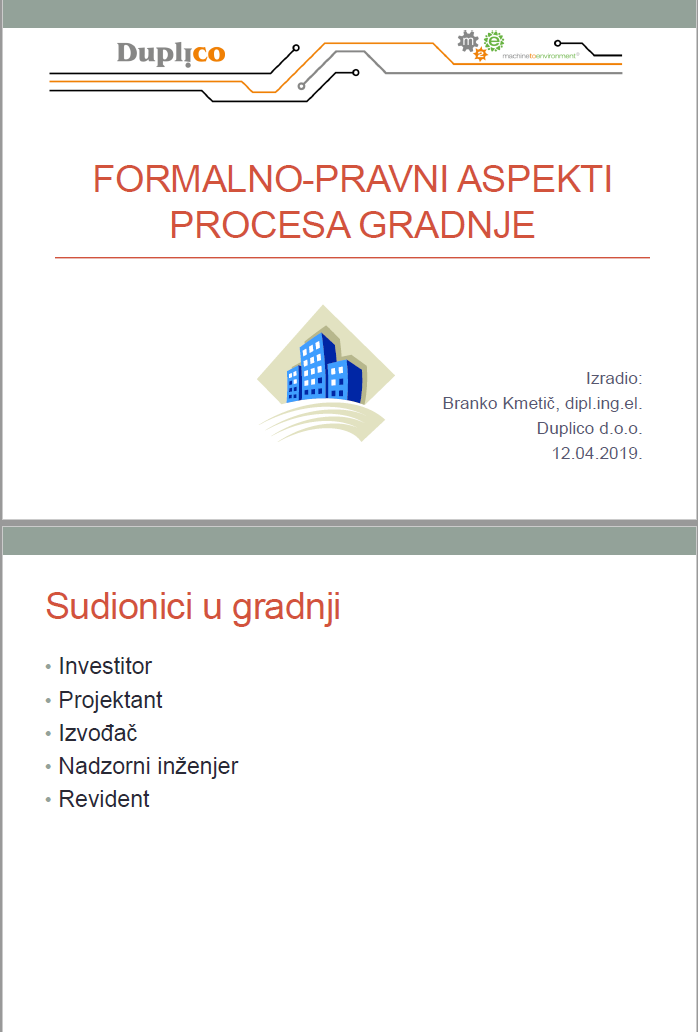 Duplico
m2e
machinetoenvironment®
FORMALNO-PRAVNI ASPEKTI
PROCESA GRADNJE
Izradio:
Branko Kmetič, dipl.ing.el.
Duplico d.o.o.
12.04.2019.
Sudionici u gradnji
• Investitor
• Projektant
• Izvođač
• Nadzorni inženjer
• Revident